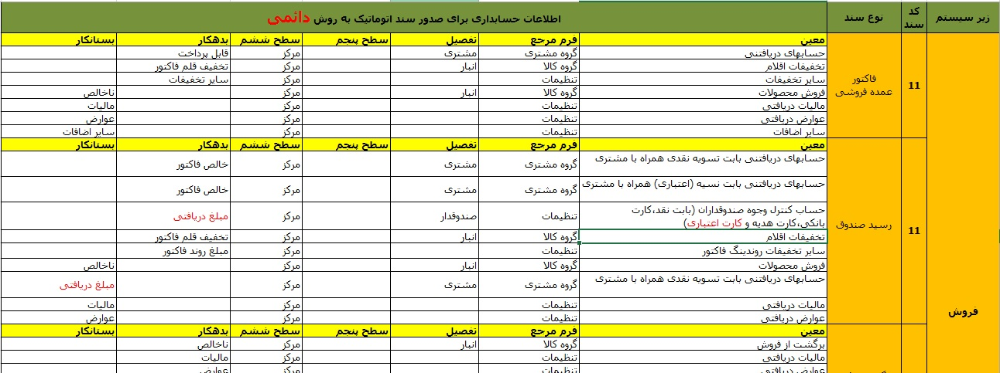 زیر سیستم
کد سند
نوع سند
اطلاعات حسابداری برای صدور سند اتوماتیک به روش دائمی
فروش
11
فاکتور
عمده فروشی
معین فرم مرجع تفصیل سطح پنجم سطح ششم بدهکار بستانکار
حسابهای دریافتنی گروه مشتری مشتری مرکز قابل پرداخت
تخفیفات اقلام گروه کالا انبار مرکز تخفیف قلم فاکتور
سایر تخفیفات تنظیمات مرکز سایر تخفیفات
فروش محصولات گروه کالا انبار مرکز ناخالص
مالیات دریافتی تنظیمات مرکز مالیات
عوارض دریافتی تنظیمات مرکز عوارض
سایر اضافات تنظیمات مرکز سایر اضافات
11
رسید صندوق
معین فرم مرجع تفصیل سطح پنجم سطح ششم بدهکار بستانکار
حسابهای دریافتنی بابت تسویه نقدی همراه با مشتری گروه مشتری مشتری مرکز خالص فاکتور
حسابهای دریافتنی بابت نسیه (اعتباری) همراه با مشتری گروه مشتری مشتری مرکز خالص فاکتور
حساب کنترل وجوه صندوقداران (بابت نقد،کارت
بانکی،کارت هدیه و کارت اعتباری) تنظیمات صندوقدار مرکز مبلغ دریافتی
تخفیفات اقلام گروه کالا انبار مرکز تخفیف قلم فاکتور
سایر تخفیفات روندینگ فاکتور تنظیمات مرکز مبلغ روند فاکتور
فروش محصولات گروه کالا انبار مرکز ناخالص
حسابهای دریافتنی بابت تسویه نقدی همراه با مشتری گروه مشتری مشتری مرکز مبلغ دریافتی
مالیات دریافتی تنظیمات مرکز مالیات
عوارض دریافتی تنظیمات مرکز عوارض
معین فرم مرجع تفصیل سطح پنجم سطح ششم بدهکار بستانکار
برگشت از فروش گروه کالا انبار مرکز ناخالص
مالیات دریافتی تنظیمات مرکز مالیات
عوارض دریافتی تنظیمات مرکز عوارض